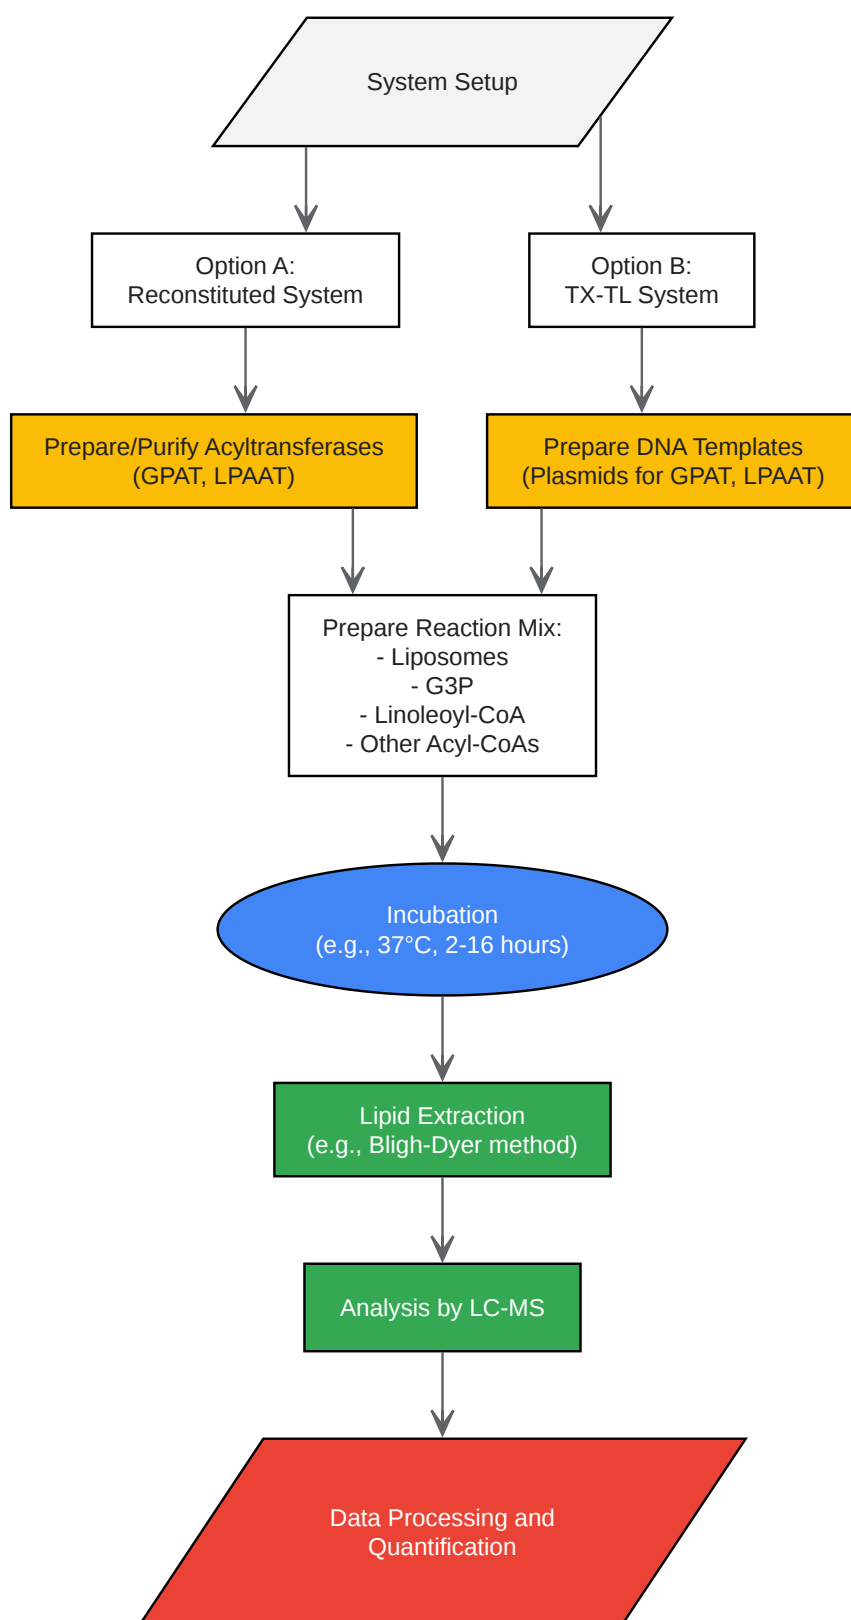 System Setup
Option A:
Reconstituted System
Option B:
TX-TL System
Prepare/Purify Acyltransferases
(GPAT, LPAAT)
Prepare DNA Templates
(Plasmids for GPAT, LPAAT)
Prepare Reaction Mix:
- Liposomes
- G3P
- Linoleoyl-CoA
- Other Acyl-CoAs
Incubation
(e.g., 37°C, 2-16 hours)
Lipid Extraction
(e.g., Bligh-Dyer method)
Analysis by LC-MS
Data Processing and
Quantification